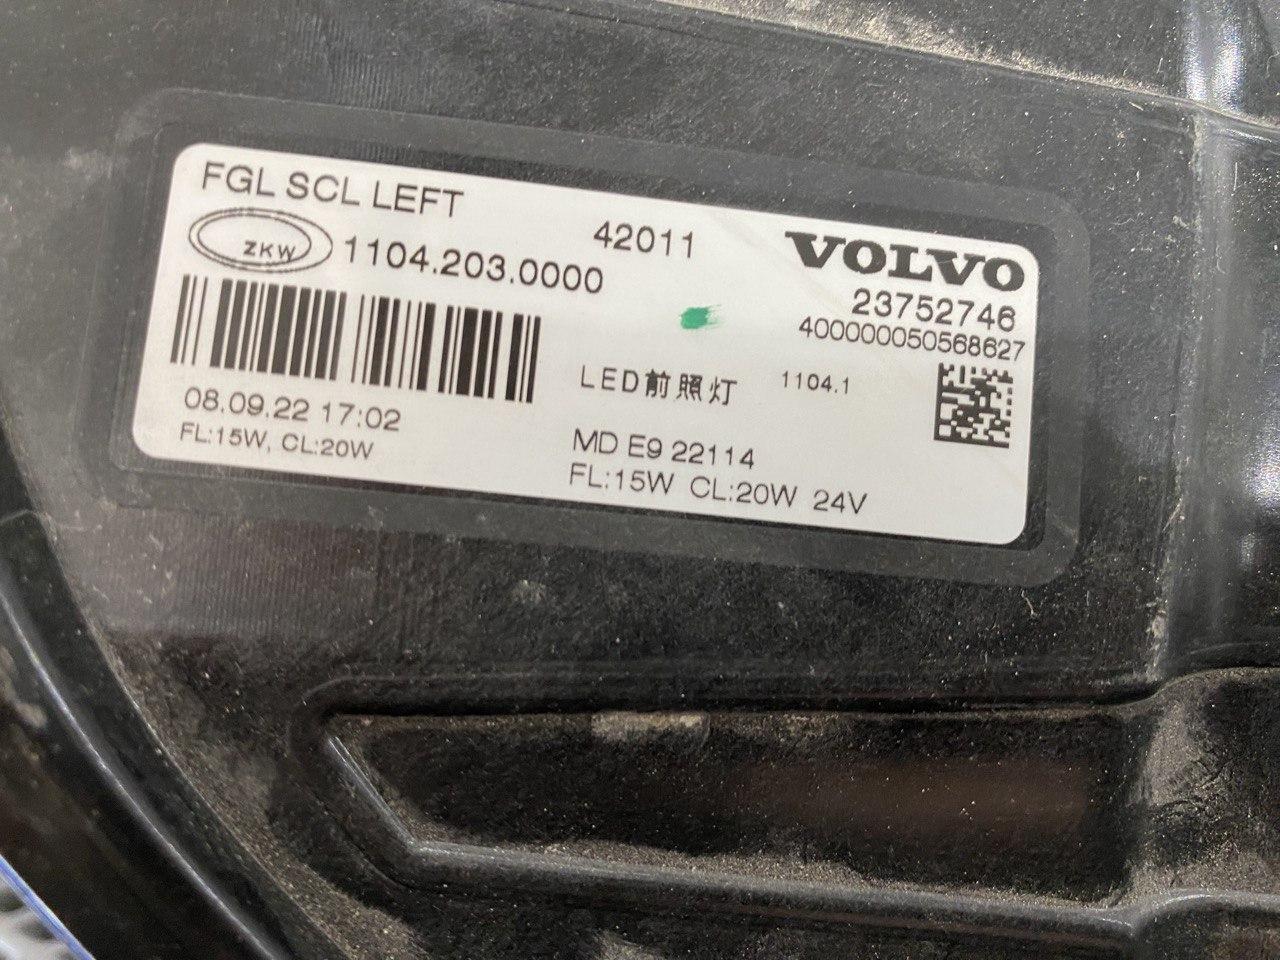 FGL SCL LEFT
ZKW
1104.203.0000
42011
VOLVO
23752746
400000050568627
LED前照灯
1104.1
08.09.22 17:02
FL:15W, CL:20W
MD E9 22114
FL:15W CL:20W 24V